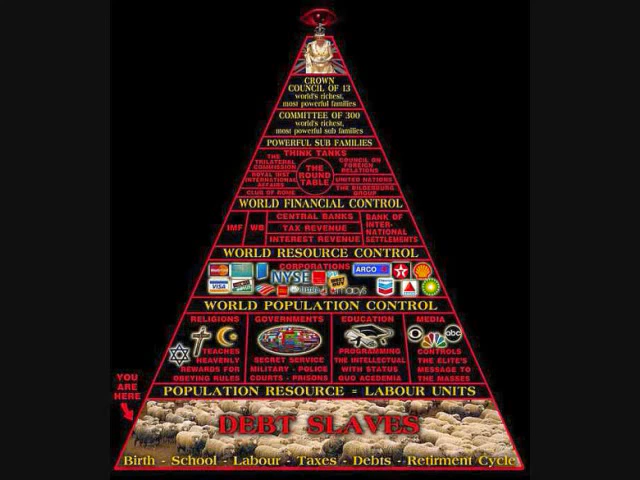 CROWN
COUNCIL OF 13
world's richest,
most powerful families
COMMITTEE OF 300
world's richest,
most powerful sub families
POWERFUL SUB FAMILIES
THINK TANKS
THE
TRILATERAL
COMMISSION
ROYAL INST
INTERNATIONAL
AFFAIRS
CLUB OF ROME
THE
ROUND
TABLE
COUNCIL ON
FOREIGN
RELATIONS
UNITED NATIONS
THE BILDERBURG
GROUP
WORLD FINANCIAL CONTROL
IMF
WB
CENTRAL BANKS
TAX REVENUE
INTEREST REVENUE
BANK OF
INTER-
NATIONAL
SETTLEMENTS
WORLD RESOURCE CONTROL
CORPORATIONS
NYSE
ARCO
VISA
BEST BUY
macys
bp
WORLD POPULATION CONTROL
RELIGIONS
TEACHES
HEAVENLY
REWARDS FOR
OBEYING RULES
GOVERNMENTS
SECRET SERVICE
MILITARY - POLICE
COURTS - PRISONS
EDUCATION
PROGRAMMING
THE INTELLECTUAL
WITH STATUS
QUO ACEDEMIA
MEDIA
abc
CONTROLS
THE ELITE'S
MESSAGE TO
THE MASSES
POPULATION RESOURCE = LABOUR UNITS
YOU
ARE
HERE
DEBT SLAVES
Birth - School - Labour - Taxes - Debts - Retirment Cycle